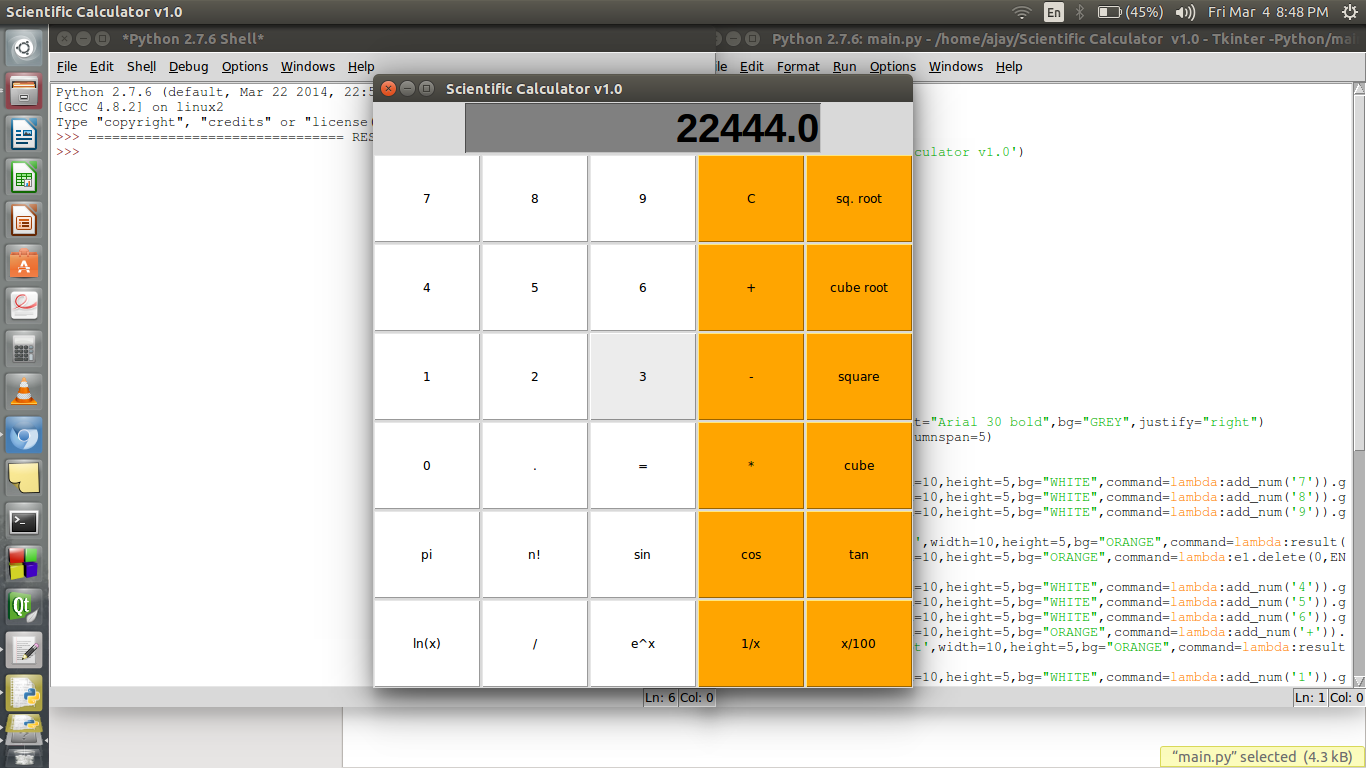 Scientific Calculator v1.0
En
(45%)
Fri Mar 4 8:48 PM
*Python 2.7.6 Shell*
File Edit Shell Debug Options Windows Help
Python 2.7.6 (default, Mar 22 2014,
[GCC 4.8.2] on linux2
Type "copyright", "credits" or "license(
>>> ================================ RES
>>>
Ln: 6 Col: 0
Python 2.7.6: main.py - /home/ajay/Scientific Calculator v1.0 - Tkinter -Python/mai
Edit Format Run Options Windows Help
culator v1.0')
t="Arial 30 bold",bg="GREY",justify="right")
umnspan=5)
=10,height=5,bg="WHITE",command=lambda:add_num('7')).g
=10,height=5,bg="WHITE",command=lambda:add_num('8')).g
=10,height=5,bg="WHITE",command=lambda:add_num('9')).g
',width=10,height=5,bg="ORANGE",command=lambda:result(
=10,height=5,bg="ORANGE",command=lambda:e1.delete(0,EN
=10,height=5,bg="WHITE",command=lambda:add_num('4')).g
=10,height=5,bg="WHITE",command=lambda:add_num('5')).g
=10,height=5,bg="WHITE",command=lambda:add_num('6')).g
=10,height=5,bg="ORANGE",command=lambda:add_num('+')).
t',width=10,height=5,bg="ORANGE",command=lambda:result
=10,height=5,bg="WHITE",command=lambda:add_num('1')).g
Ln: 1 Col: 0
Scientific Calculator v1.0
22444.0
7 8 9 C sq. root
4 5 6 + cube root
1 2 3 - square
0 . = * cube
pi n! sin cos tan
ln(x) / e^x 1/x x/100
"main.py" selected (4.3 kB)